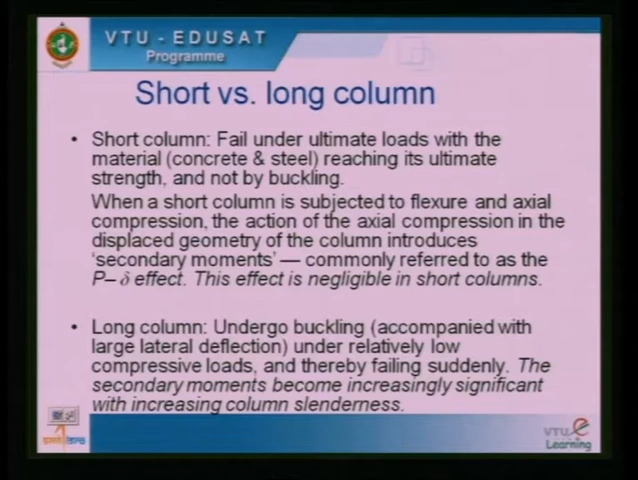 VTU - EDUSAT
Programme
Short vs. long column
• Short column: Fail under ultimate loads with the
material (concrete & steel) reaching its ultimate
strength, and not by buckling.
When a short column is subjected to flexure and axial
compression, the action of the axial compression in the
displaced geometry of the column introduces
‘secondary moments’ — commonly referred to as the
P– δ effect. This effect is negligible in short columns.
• Long column: Undergo buckling (accompanied with
large lateral deflection) under relatively low
compressive loads, and thereby failing suddenly. The
secondary moments become increasingly significant
with increasing column slenderness.
VTU e
Learning